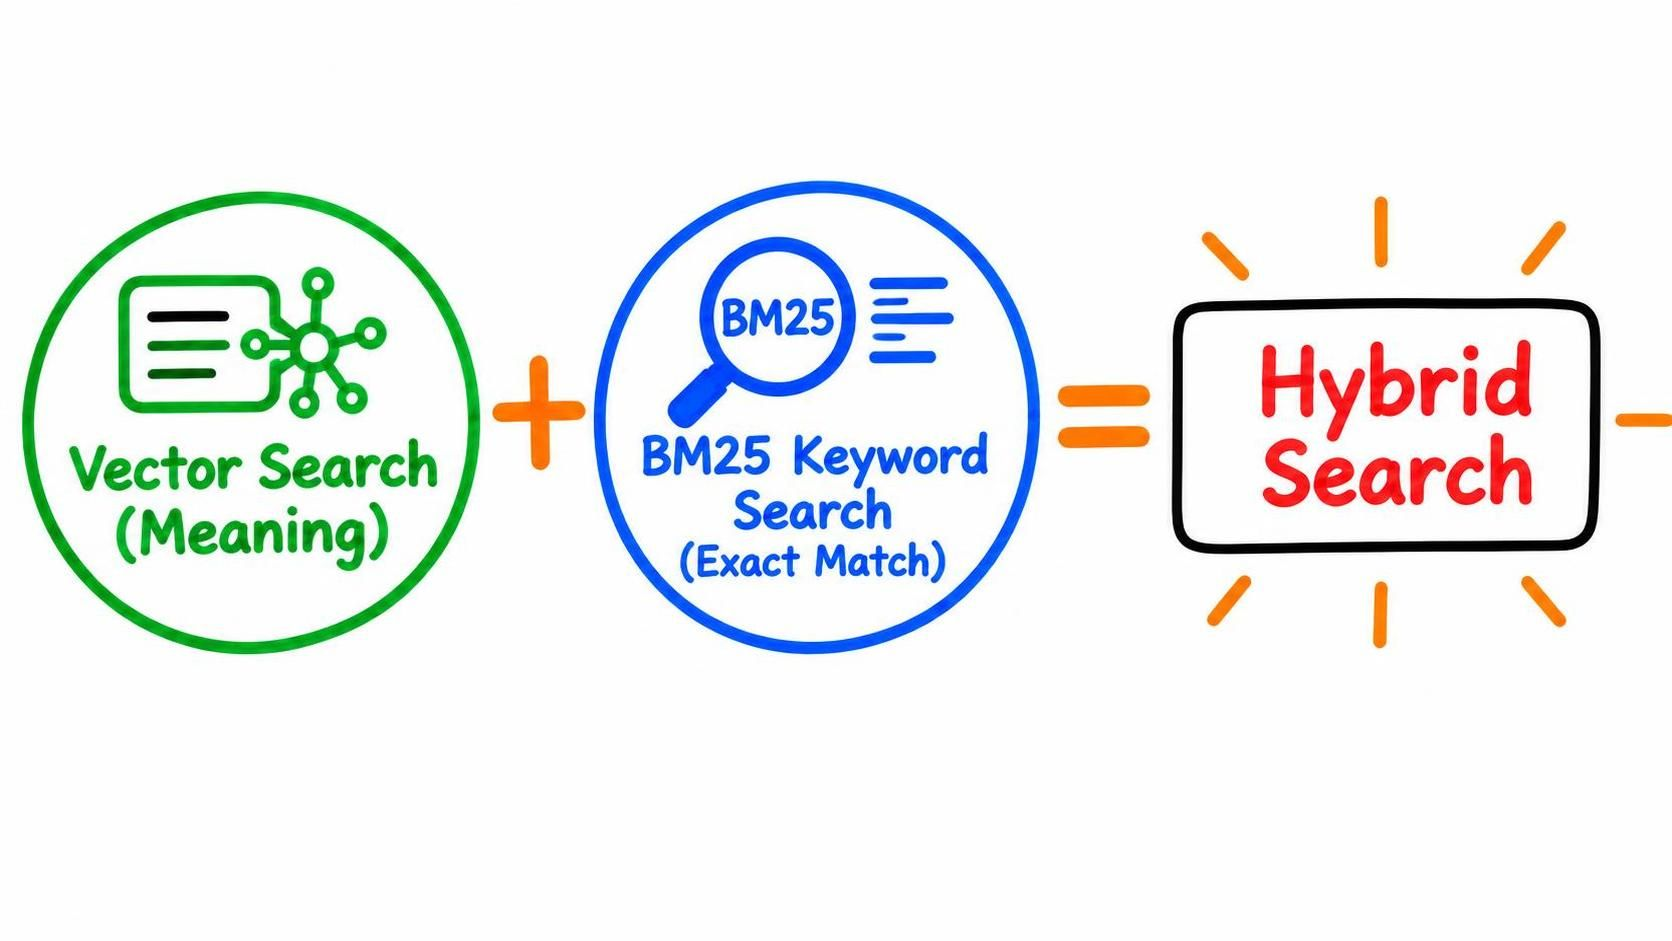 Vector Search
(Meaning)
+
BM25
BM25 Keyword
Search
(Exact Match)
=
Hybrid
Search